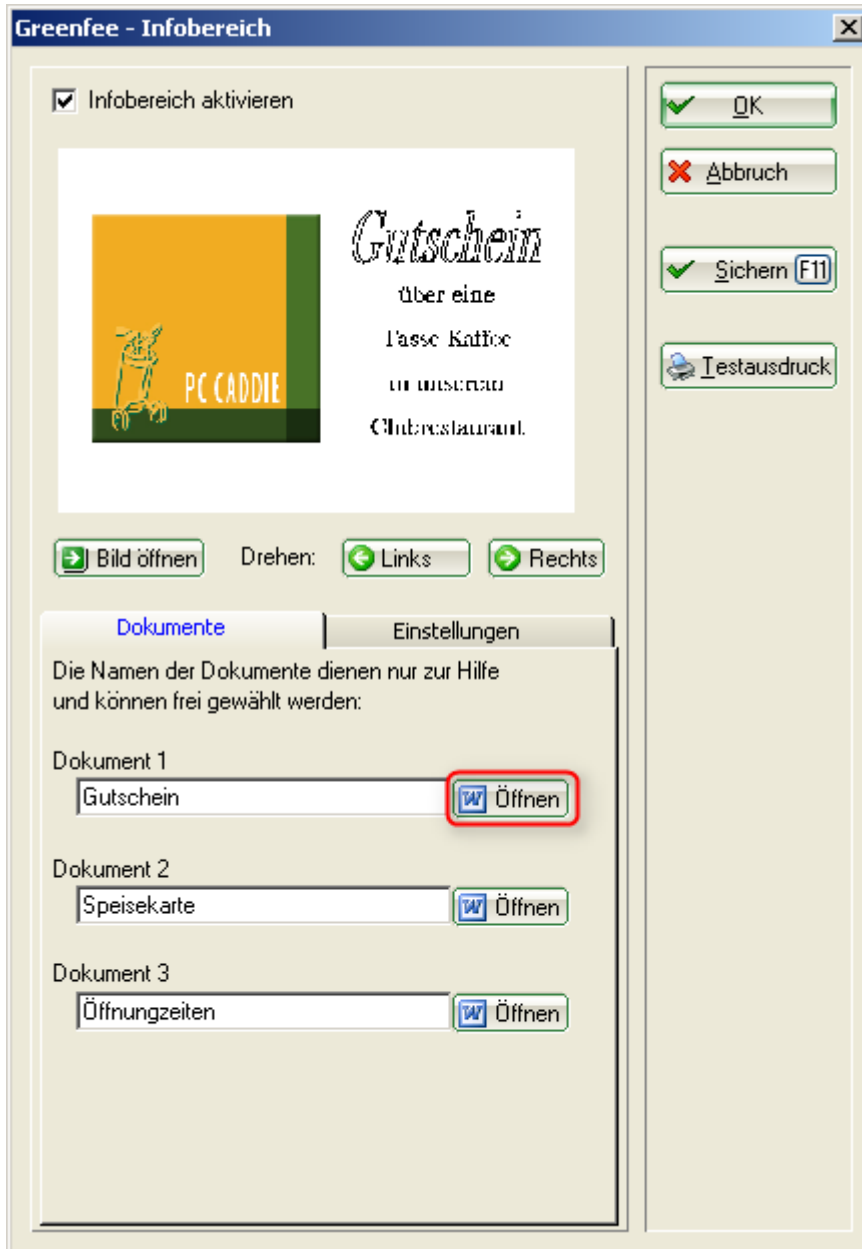 Greenfee - Infobereich
Infobereich aktivieren
Gutschein
über eine
Tasse Kaffee
in unserem
Clubrestaurant.
PC CADDIE
Bild öffnen Drehen: Links Rechts
Dokumente Einstellungen
Die Namen der Dokumente dienen nur zur Hilfe
und können frei gewählt werden:
Dokument 1
Gutschein Öffnen
Dokument 2
Speisekarte Öffnen
Dokument 3
Öffnungzeiten Öffnen
OK
Abbruch
Sichern F11
Testausdruck